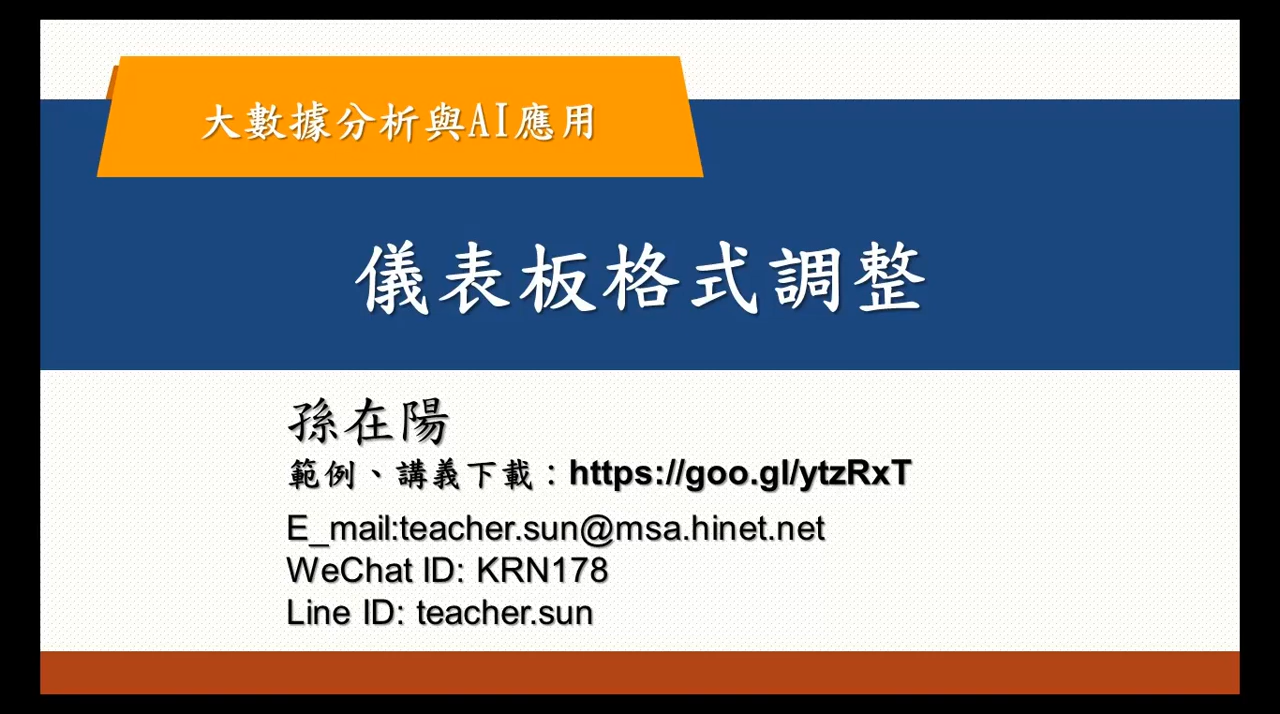 大數據分析與AI應用
儀表板格式調整
孫在陽
範例、講義下載：https://goo.gl/ytzRxT
E_mail:teacher.sun@msa.hinet.net
WeChat ID: KRN178
Line ID: teacher.sun